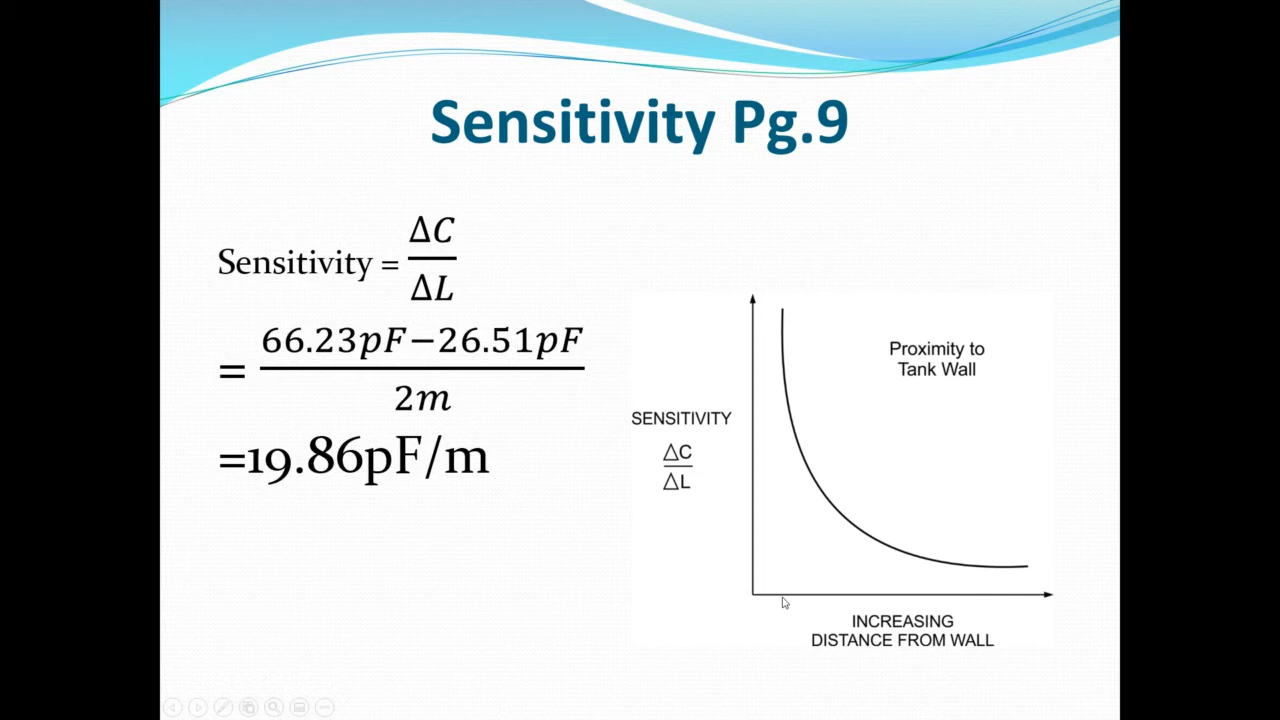 Sensitivity Pg.9
Sensitivity = ΔC/ΔL
= 66.23pF−26.51pF/2m
=19.86pF/m
Proximity to
Tank Wall
SENSITIVITY
△C
△L
INCREASING
DISTANCE FROM WALL